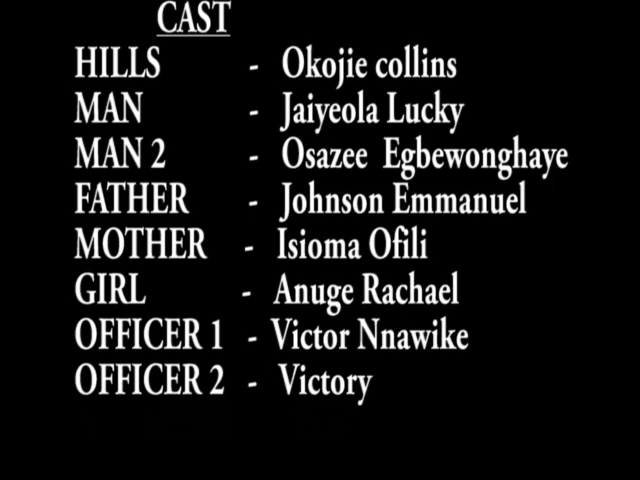 CAST
HILLS - Okojie collins
MAN - Jaiyeola Lucky
MAN 2 - Osazee Egbewonghaye
FATHER - Johnson Emmanuel
MOTHER - Isioma Ofili
GIRL - Anuge Rachael
OFFICER 1 - Victor Nnawike
OFFICER 2 - Victory